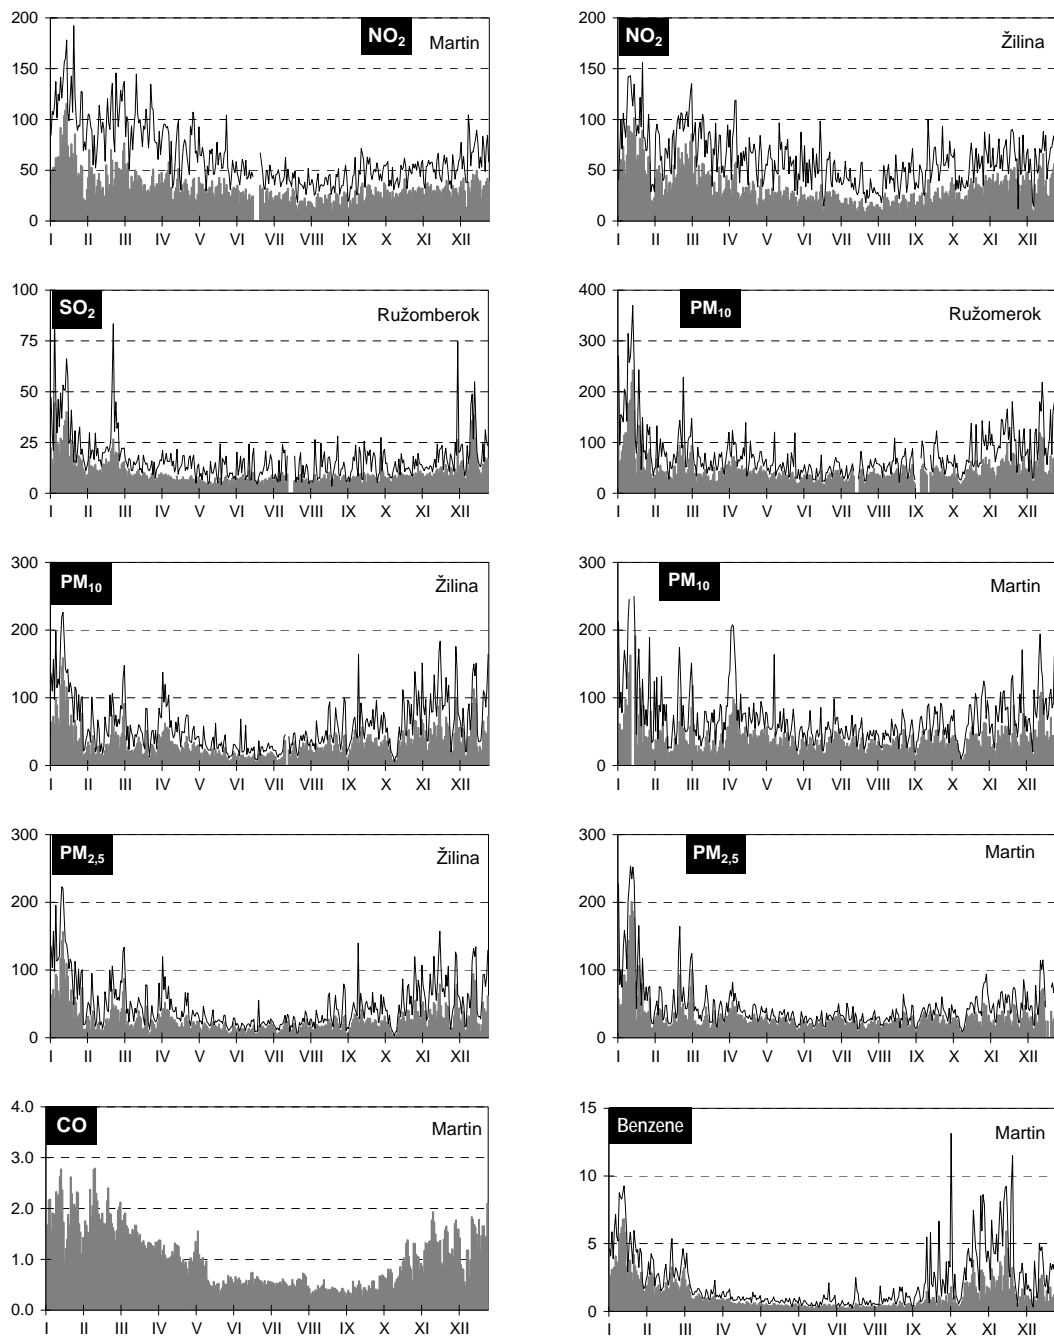 NO2 Martin
200
150
100
50
0
I II III IV V VI VII VIII IX X XI XII
NO2 Žilina
200
150
100
50
0
I II III IV V VI VII VIII IX X XI XII
SO2 Ružomberok
100
75
50
25
0
I II III IV V VI VII VIII IX X XI XII
PM10 Ružomerok
400
300
200
100
0
I II III IV V VI VII VIII IX X XI XII
PM10 Žilina
300
200
100
0
I II III IV V VI VII VIII IX X XI XII
PM10 Martin
300
200
100
0
I II III IV V VI VII VIII IX X XI XII
PM2,5 Žilina
300
200
100
0
I II III IV V VI VII VIII IX X XI XII
PM2,5 Martin
300
200
100
0
I II III IV V VI VII VIII IX X XI XII
CO Martin
4.0
3.0
2.0
1.0
0.0
I II III IV V VI VII VIII IX X XI XII
Benzene Martin
15
10
5
0
I II III IV V VI VII VIII IX X XI XII